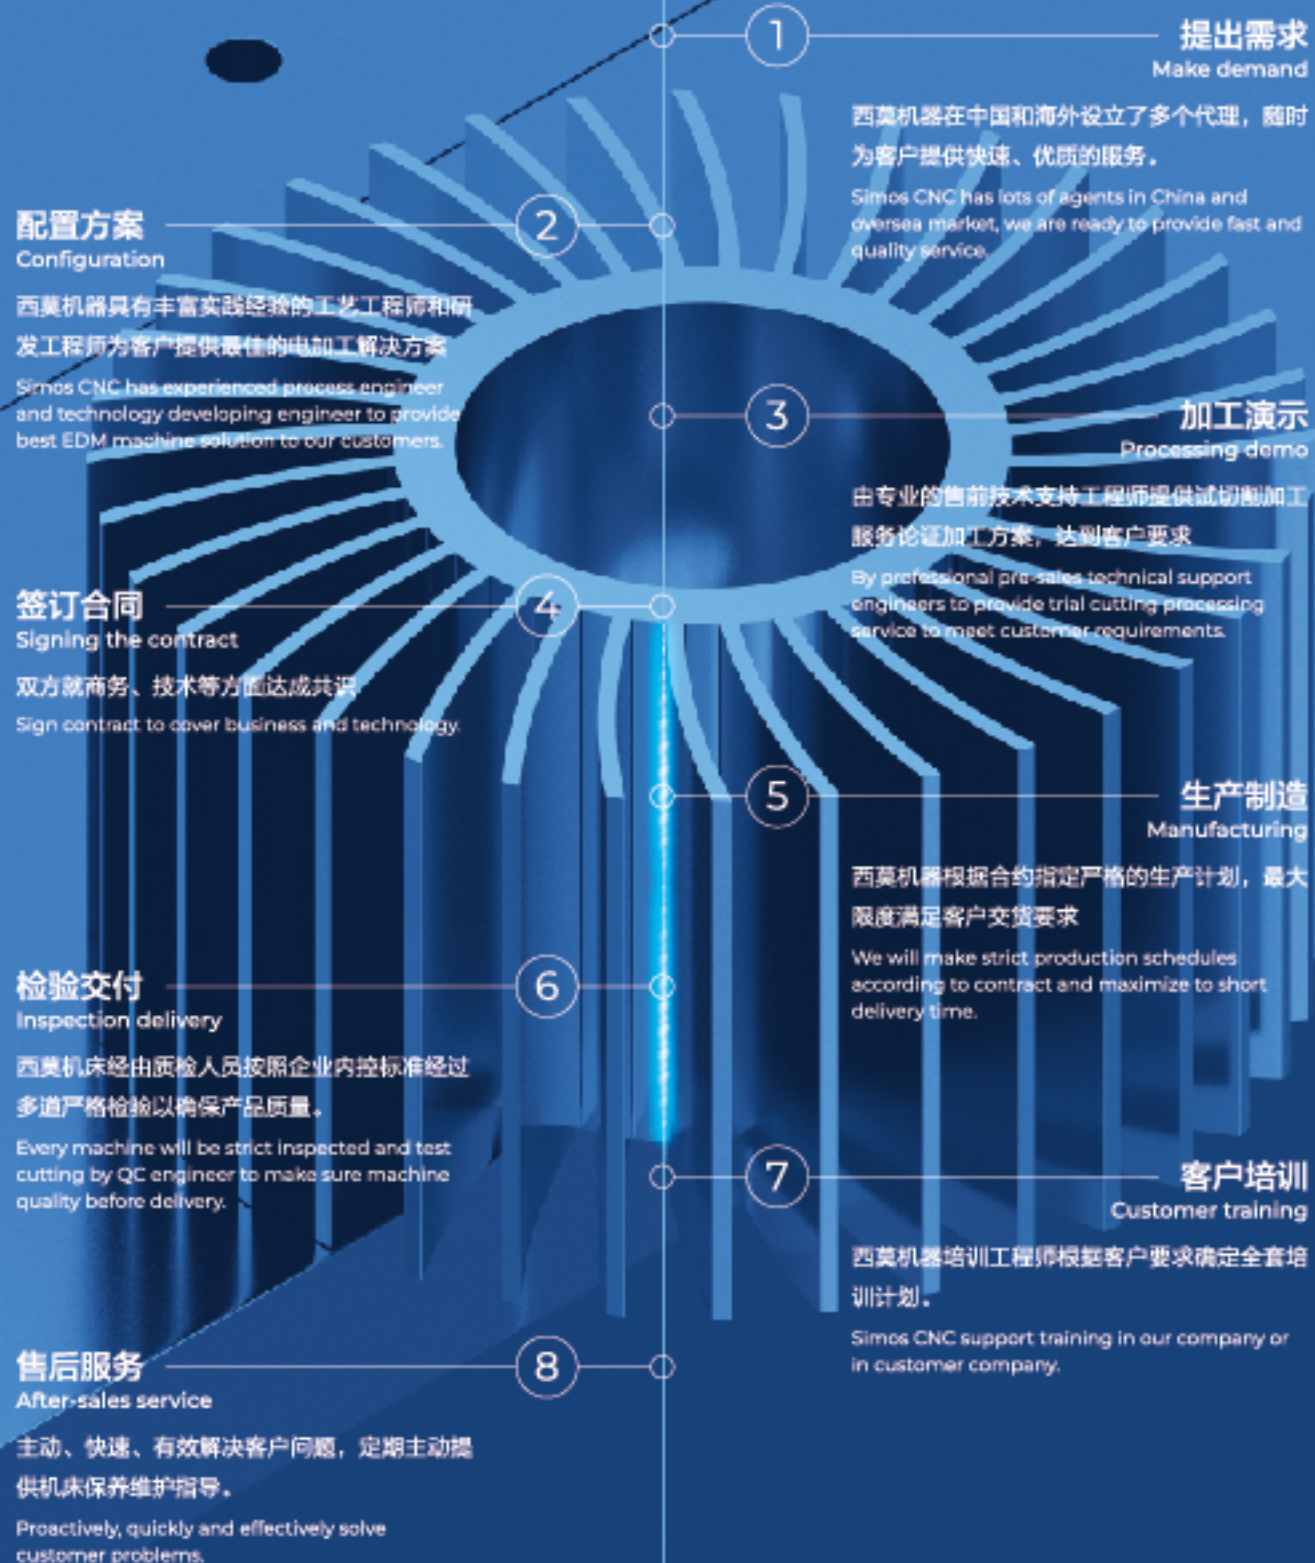 1
提出需求
Make demand
西莫机器在中国和海外设立了多个代理，随时
为客户提供快速、优质的服务。
Simos CNC has lots of agents in China and
oversea market, we are ready to provide fast and
quality service.
2
配置方案
Configuration
西莫机器具有丰富实践经验的工艺工程师和研
发工程师为客户提供最佳的电加工解决方案
Simos CNC has experienced process engineer
and technology developing engineer to provide
best EDM machine solution to our customers.
3
加工演示
Processing demo
由专业的售前技术支持工程师提供试切割加工
服务论证加工方案，达到客户要求
By professional pre-sales technical support
engineers to provide trial cutting processing
service to meet customer requirements.
4
签订合同
Signing the contract
双方就商务、技术等方面达成共识
Sign contract to cover business and technology.
5
生产制造
Manufacturing
西莫机器根据合约指定严格的生产计划，最大
限度满足客户交货要求
We will make strict production schedules
according to contract and maximize to short
delivery time.
6
检验交付
Inspection delivery
西莫机床经由质检人员按照企业内控标准经过
多道严格检验以确保产品质量。
Every machine will be strict inspected and test
cutting by QC engineer to make sure machine
quality before delivery.
7
客户培训
Customer training
西莫机器培训工程师根据客户要求确定全套培
训计划。
Simos CNC support training in our company or
in customer company.
8
售后服务
After-sales service
主动、快速、有效解决客户问题，定期主动提
供机床保养维护指导。
Proactively, quickly and effectively solve
customer problems.